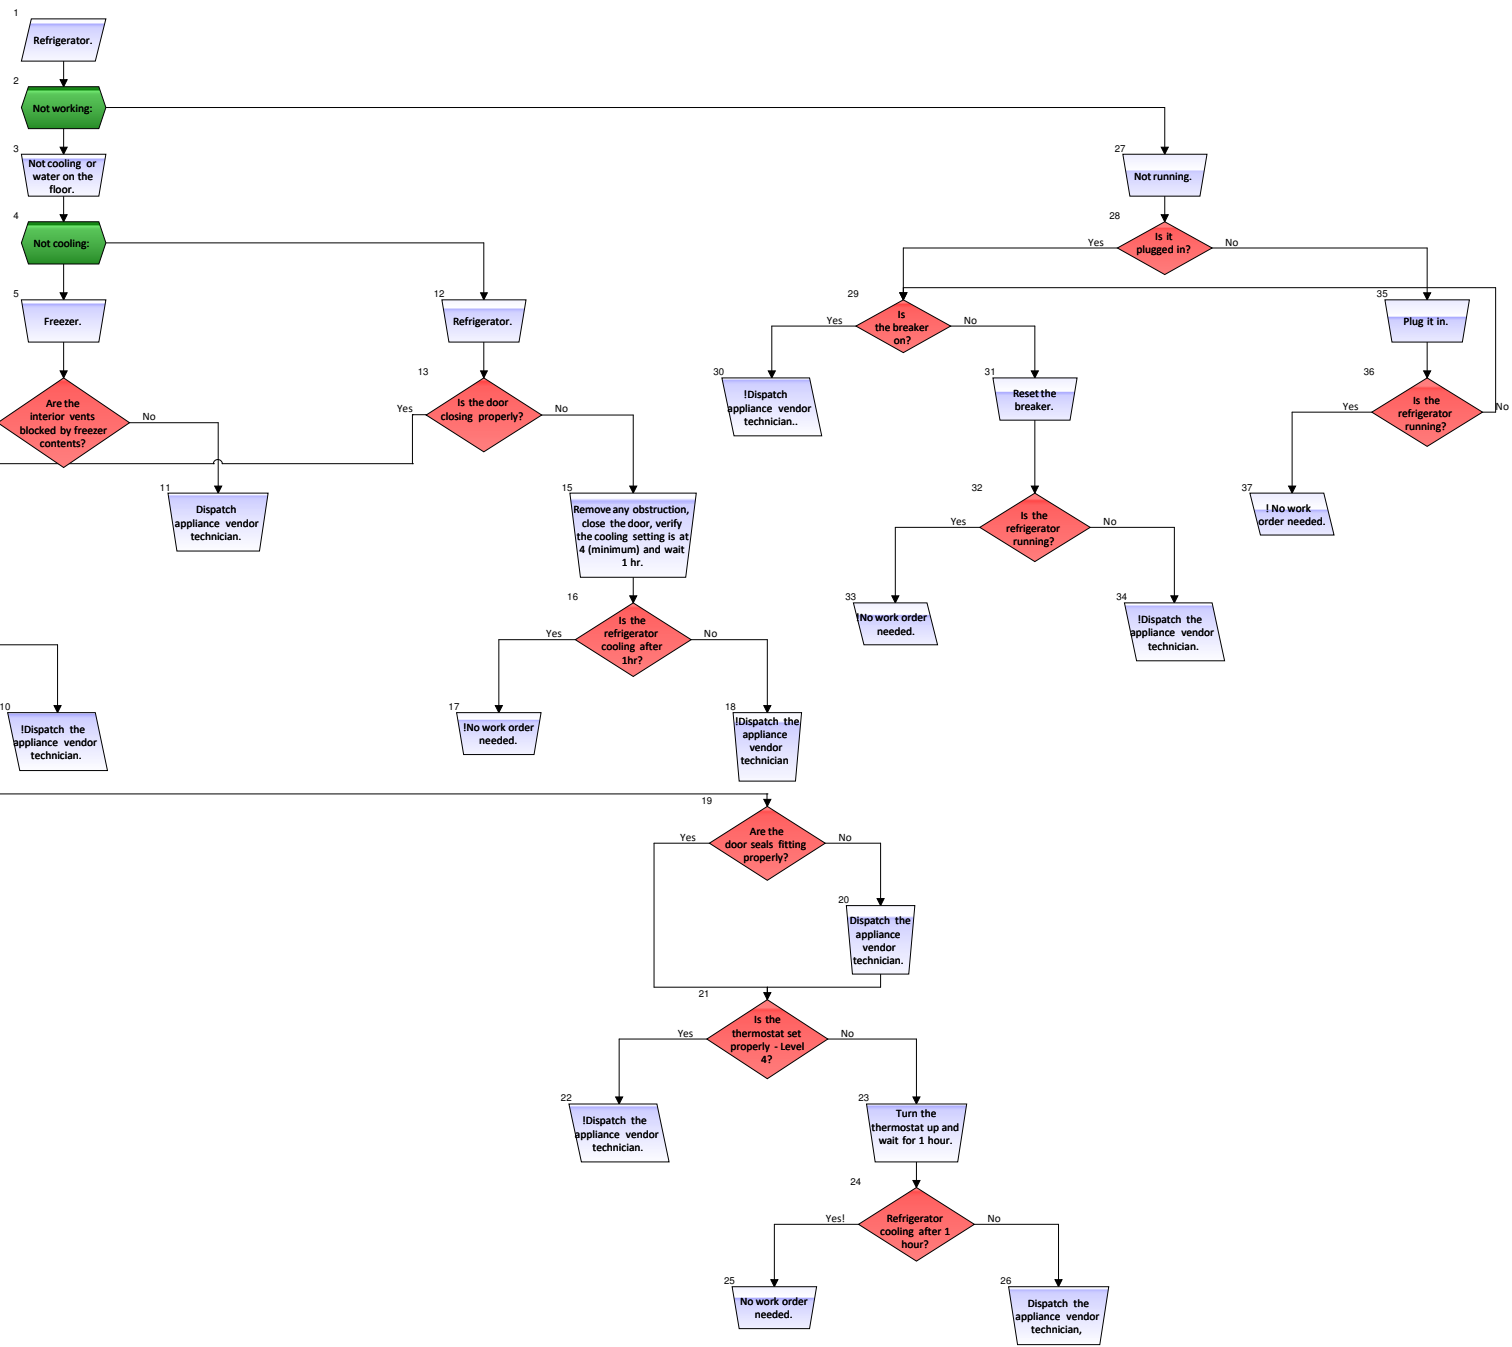 1
Refrigerator.
2
Not working:
3
Not cooling or
water on the
floor.
4
Not cooling:
5
Freezer.
Are the
interior vents
blocked by freezer
contents?
No
11
Dispatch
appliance vendor
technician.
10
!Dispatch the
appliance vendor
technician.
12
Refrigerator.
13
Is the door
closing properly?
Yes
No
15
Remove any obstruction,
close the door, verify
the cooling setting is at
4 (minimum) and wait
1 hr.
16
Is the
refrigerator
cooling after
1hr?
Yes
No
17
!No work order
needed.
18
!Dispatch the
appliance
vendor
technician
19
Are the
door seals fitting
properly?
Yes
No
20
Dispatch the
appliance
vendor
technician.
21
Is the
thermostat set
properly - Level
4?
Yes
No
22
!Dispatch the
appliance vendor
technician.
23
Turn the
thermostat up and
wait for 1 hour.
24
Refrigerator
cooling after 1
hour?
Yes!
No
25
No work order
needed.
26
Dispatch the
appliance vendor
technician,
27
Not running.
28
Is it
plugged in?
Yes
No
29
Is
the breaker
on?
Yes
No
30
!Dispatch
appliance vendor
technician..
31
Reset the
breaker.
32
Is the
refrigerator
running?
Yes
No
33
!No work order
needed.
34
!Dispatch the
appliance vendor
technician.
35
Plug it in.
36
Is the
refrigerator
running?
Yes
No
37
! No work
order needed.